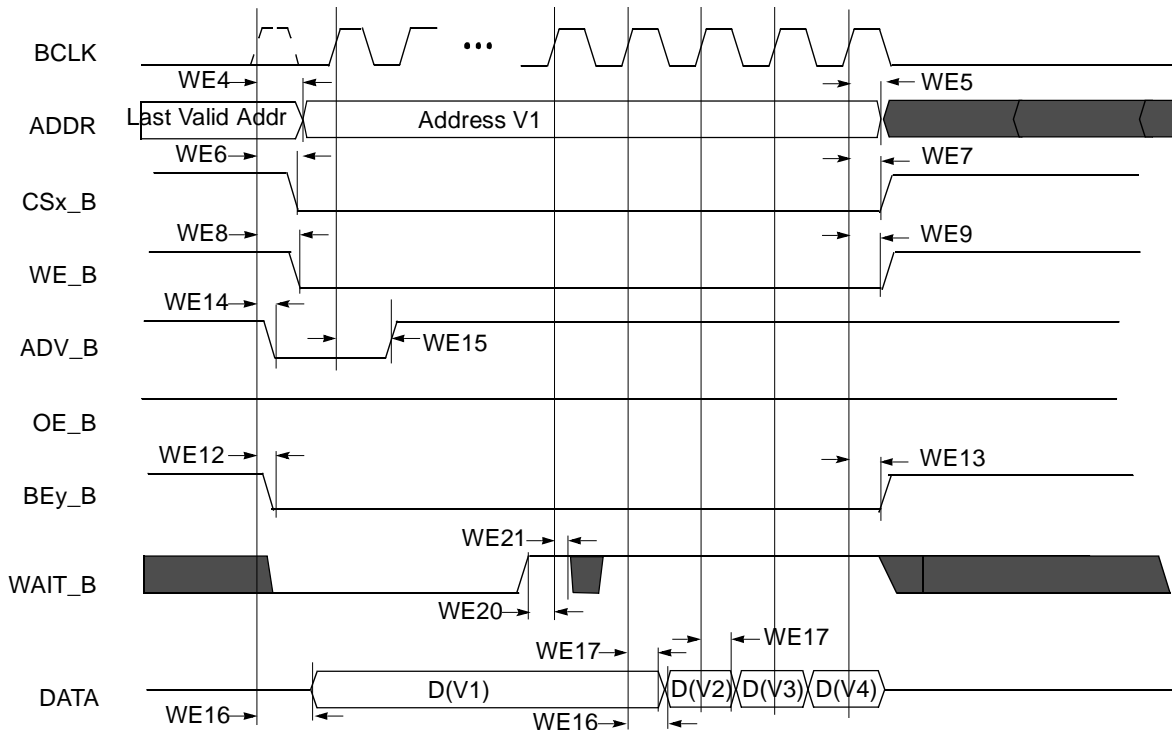 BCLK
...
WE4
WE5
ADDR
Last Valid Addr
Address V1
WE6
WE7
CSx_B
WE8
WE9
WE_B
WE14
WE15
ADV_B
OE_B
WE12
WE13
BEy_B
WE21
WAIT_B
WE20
WE17
WE17
DATA
D(V1)
D(V2)
D(V3)
D(V4)
WE16
WE16